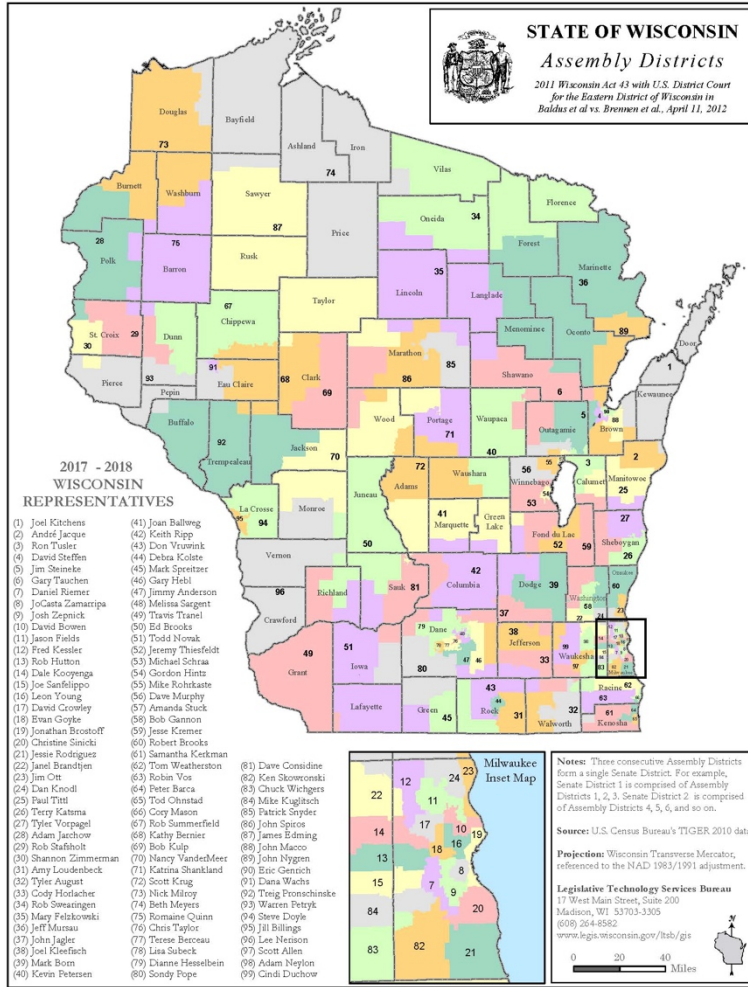 STATE OF WISCONSIN
Assembly Districts
2011 Wisconsin Act 43 with U.S. District Court
for the Eastern District of Wisconsin in
Baldus et al vs. Brennen et al., April 11, 2012
Douglas
73
Bayfield
Ashland
74
Iron
Vilas
Florence
Burnett
Washburn
Sawyer
87
Oneida
34
Forest
28
Polk
75
Barron
Rusk
Price
Lincoln
35
Langlade
Marinette
36
Taylor
67
Chippewa
Menominee
Oconto
89
St. Croix
29
30
Dunn
Marathon
86
85
Door
1
91
Eau Claire
68
Clark
69
Shawano
6
Pierce
93
Pepin
Kewaunee
Buffalo
92
Trempealeau
Jackson
70
Wood
Portage
71
Waupaca
40
5
Outagamie
4
88
Brown
2
72
Adams
Waushara
56
55
Winnebago
54
53
3
Calumet
Manitowoc
25
La Crosse
95
94
Monroe
Juneau
50
41
Marquette
Green
Lake
Fond du Lac
52
59
27
Sheboygan
26
Vernon
96
Crawford
Richland
Sauk
81
42
Columbia
Dodge
39
37
Washington
58
22
Ozaukee
60
24
23
49
Grant
51
Iowa
79
Dane
80
47
46
38
Jefferson
33
99
Waukesha
97
83
Milwaukee
Lafayette
Green
45
43
Rock
44
31
Walworth
32
Racine
62
63
61
Kenosha
2017 - 2018
WISCONSIN
REPRESENTATIVES
(1) Joel Kitchens
(2) André Jacque
(3) Ron Tusler
(4) David Steffen
(5) Jim Steineke
(6) Gary Tauchen
(7) Daniel Riemer
(8) JoCasta Zamarripa
(9) Josh Zepnick
(10) David Bowen
(11) Jason Fields
(12) Fred Kessler
(13) Rob Hutton
(14) Dale Kooyenga
(15) Joe Sanfelippo
(16) Leon Young
(17) David Crowley
(18) Evan Goyke
(19) Jonathan Brostoff
(20) Christine Sinicki
(21) Jessie Rodriguez
(22) Janel Brandtjen
(23) Jim Ott
(24) Dan Knodl
(25) Paul Tittl
(26) Terry Katsma
(27) Tyler Vorpagel
(28) Adam Jarchow
(29) Rob Stafsholt
(30) Shannon Zimmerman
(31) Amy Loudenbeck
(32) Tyler August
(33) Cody Horlacher
(34) Rob Swearingen
(35) Mary Felzkowski
(36) Jeff Mursau
(37) John Jagler
(38) Joel Kleefisch
(39) Mark Born
(40) Kevin Petersen
(41) Joan Ballweg
(42) Keith Ripp
(43) Don Vruwink
(44) Debra Kolste
(45) Mark Spreitzer
(46) Gary Hebl
(47) Jimmy Anderson
(48) Melissa Sargent
(49) Travis Tranel
(50) Ed Brooks
(51) Todd Novak
(52) Jeremy Thiesfeldt
(53) Michael Schraa
(54) Gordon Hintz
(55) Mike Rohrkaste
(56) Dave Murphy
(57) Amanda Stuck
(58) Bob Gannon
(59) Jesse Kremer
(60) Robert Brooks
(61) Samantha Kerkman
(62) Tom Weatherston
(63) Robin Vos
(64) Peter Barca
(65) Tod Ohnstad
(66) Cory Mason
(67) Rob Summerfield
(68) Kathy Bernier
(69) Bob Kulp
(70) Nancy VanderMeer
(71) Katrina Shankland
(72) Scott Krug
(73) Nick Milroy
(74) Beth Meyers
(75) Romaine Quinn
(76) Chris Taylor
(77) Terese Berceau
(78) Lisa Subeck
(79) Dianne Hesselbein
(80) Sondy Pope
(81) Dave Considine
(82) Ken Skowronski
(83) Chuck Wichgers
(84) Mike Kuglitsch
(85) Patrick Snyder
(86) John Spiros
(87) James Edming
(88) John Macco
(89) John Nygren
(90) Eric Genrich
(91) Dana Wachs
(92) Treig Pronschinske
(93) Warren Petryk
(94) Steve Doyle
(95) Jill Billings
(96) Lee Nerison
(97) Scott Allen
(98) Adam Neylon
(99) Cindi Duchow
Milwaukee
Inset Map
23
24
12
22
11
17
14
10
19
18
16
13
8
15
7
9
84
20
83
82
21
Notes: Three consecutive Assembly Districts
form a single Senate District. For example,
Senate District 1 is comprised of Assembly
Districts 1, 2, 3. Senate District 2 is comprised
of Assembly Districts 4, 5, 6, and so on.
Source: U.S. Census Bureau's TIGER 2010 data
Projection: Wisconsin Transverse Mercator,
referenced to the NAD 1983/1991 adjustment.
Legislative Technology Services Bureau
17 West Main Street, Suite 200
Madison, WI 53703-3305
(608) 264-8582
www.legis.wisconsin.gov/ltsb/gis
0 20 40
Miles